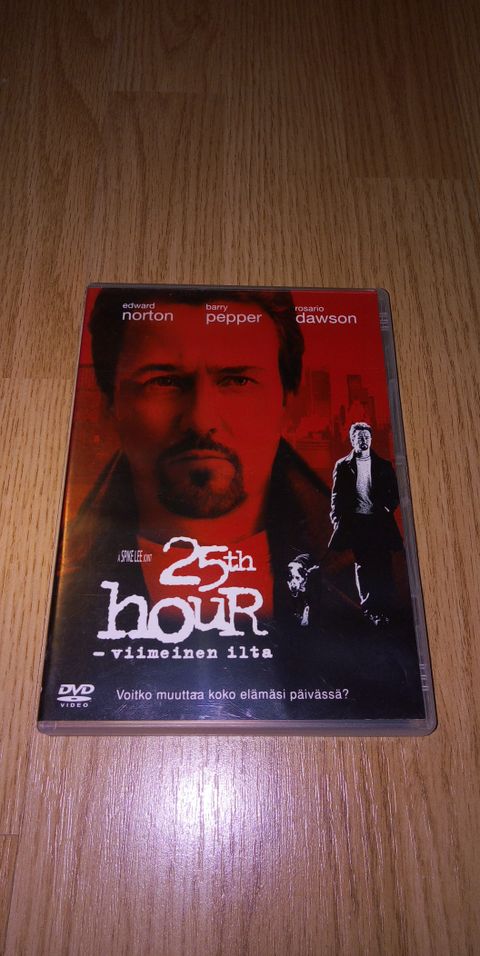 edward norton
barry pepper
rosario dawson
A SPIKE LEE JOINT
25th
hour
- viimeinen ilta
DVD
VIDEO
Voitko muuttaa koko elämäsi päivässä?